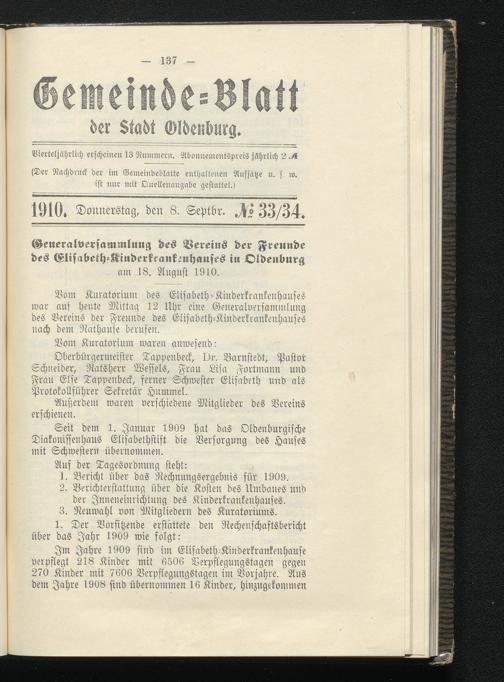 — 137 —
Gemeinde=Blatt
der Stadt Oldenburg.
Vierteljährlich erscheinen 13 Nummern. Abonnementspreis jährlich 2 ℳ
(Der Nachdruck der im Gemeindeblatte enthaltenen Aufsätze u. s. w.
ist nur mit Quellenangabe gestattet.)
1910. Donnerstag, den 8. Septbr. № 33/34.
Generalversammlung des Vereins der Freunde
des Elisabeth-Kinderkrankenhauses in Oldenburg
am 18. August 1910.
Vom Kuratorium des Elisabeth-Kinderkrankenhauses
war auf heute Mittag 12 Uhr eine Generalversammlung
des Vereins der Freunde des Elisabeth-Kinderkrankenhauses
nach dem Rathause berufen.
Vom Kuratorium waren anwesend:
Oberbürgermeister Tappenbeck, Dr. Barnstedt, Pastor
Schneider, Ratsherr Wessels, Frau Lisa Fortmann und
Frau Else Tappenbeck, ferner Schwester Elisabeth und als
Protokollführer Sekretär Hummel.
Außerdem waren verschiedene Mitglieder des Vereins
erschienen.
Seit dem 1. Januar 1909 hat das Oldenburgische
Diakonissenhaus Elisabethstift die Versorgung des Hauses
mit Schwestern übernommen.
Auf der Tagesordnung steht:
1. Bericht über das Rechnungsergebnis für 1909.
2. Berichterstattung über die Kosten des Umbaues und
der Inneneinrichtung des Kinderkrankenhauses.
3. Neuwahl von Mitgliedern des Kuratoriums.
1. Der Vorsitzende erstattete den Rechenschaftsbericht
über das Jahr 1909 wie folgt:
Im Jahre 1909 sind im Elisabeth-Kinderkrankenhause
verpflegt 218 Kinder mit 6506 Verpflegungstagen gegen
270 Kinder mit 7606 Verpflegungstagen im Vorjahre. Aus
dem Jahre 1908 sind übernommen 16 Kinder, hinzugekommen